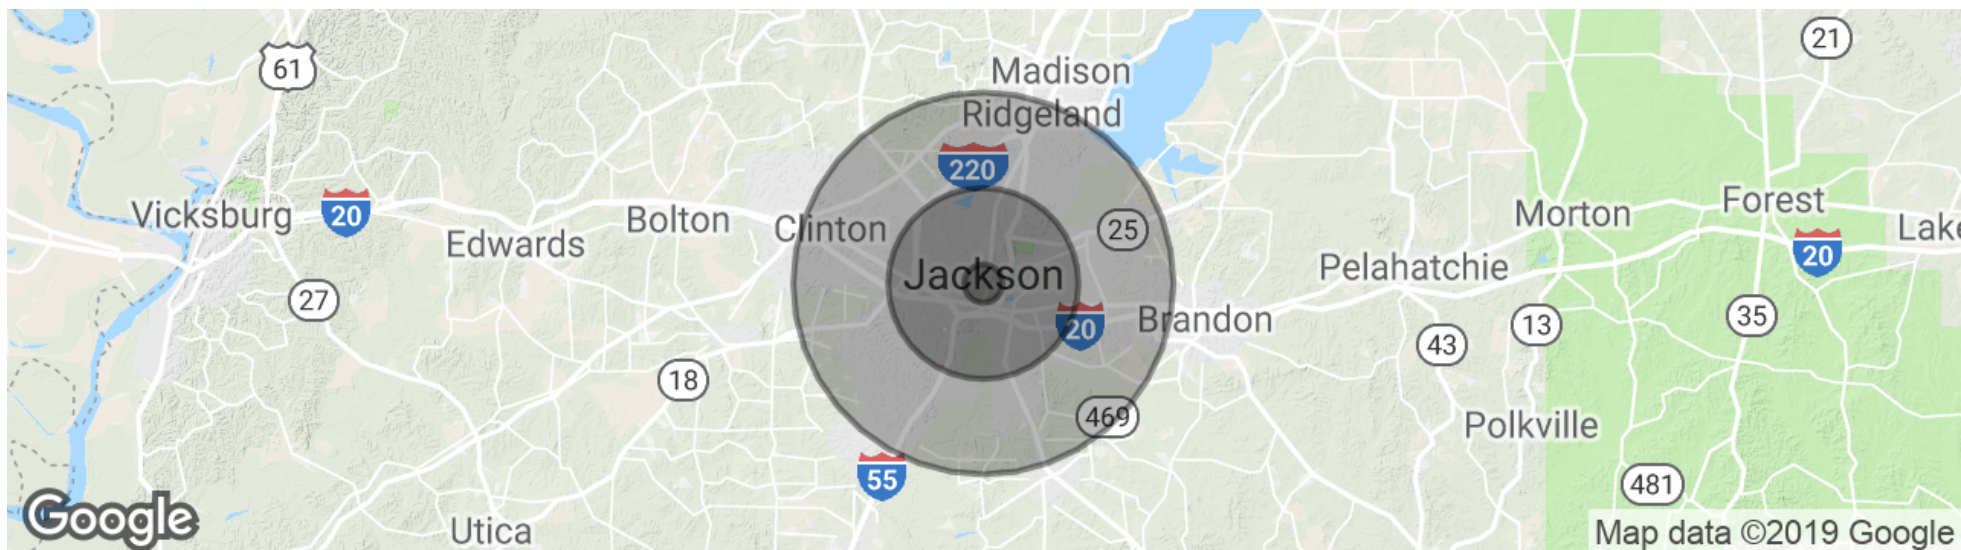 21
61
Madison
Ridgeland
220
20
Vicksburg
Bolton
Clinton
25
Morton
Forest
Lake
Edwards
20
Jackson
Pelahatchie
27
20
Brandon
13
35
43
18
469
Polkville
55
481
Utica
Google
Map data ©2019 Google